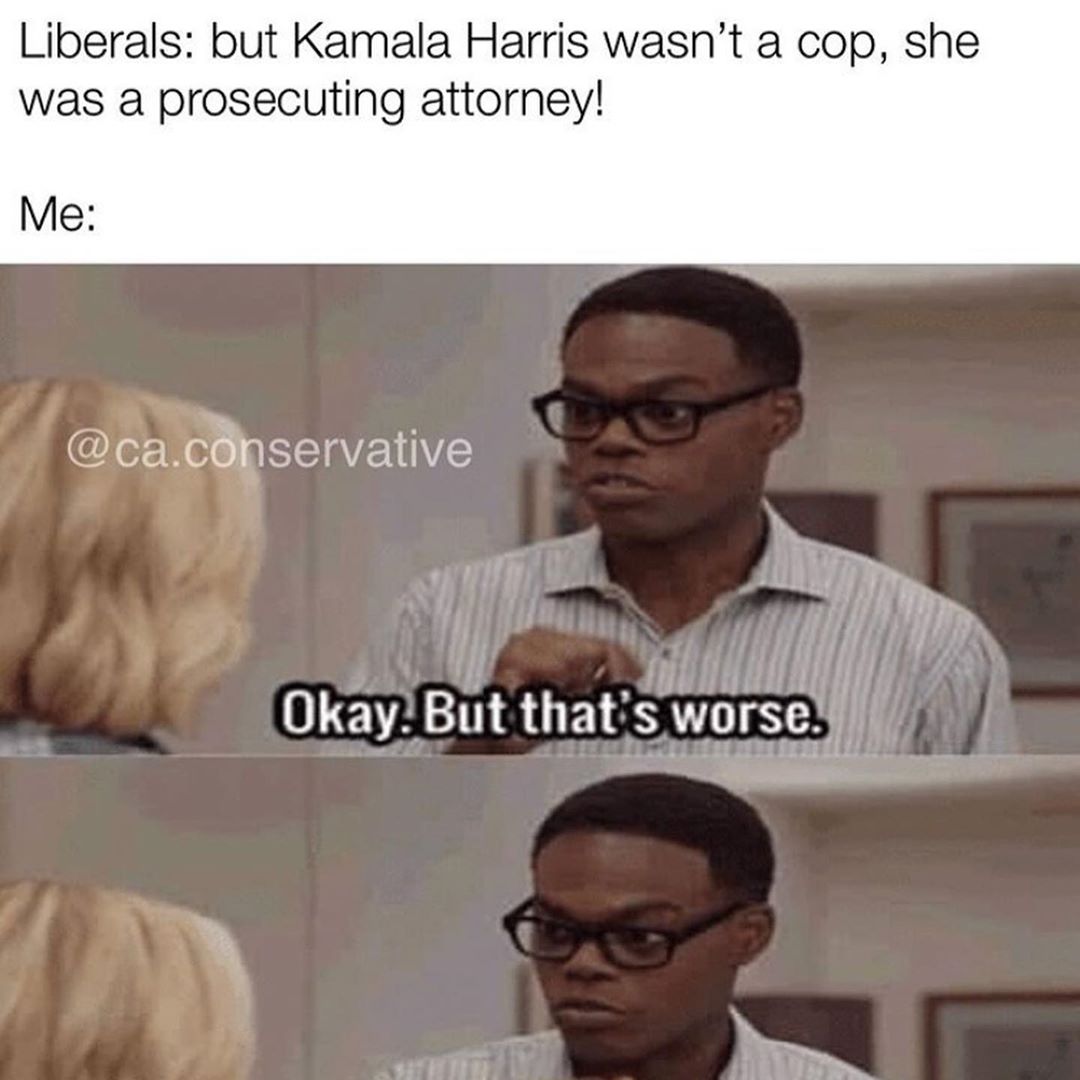 Liberals: but Kamala Harris wasn’t a cop, she
was a prosecuting attorney!
Me:
@ca.conservative
Okay. But that's worse.